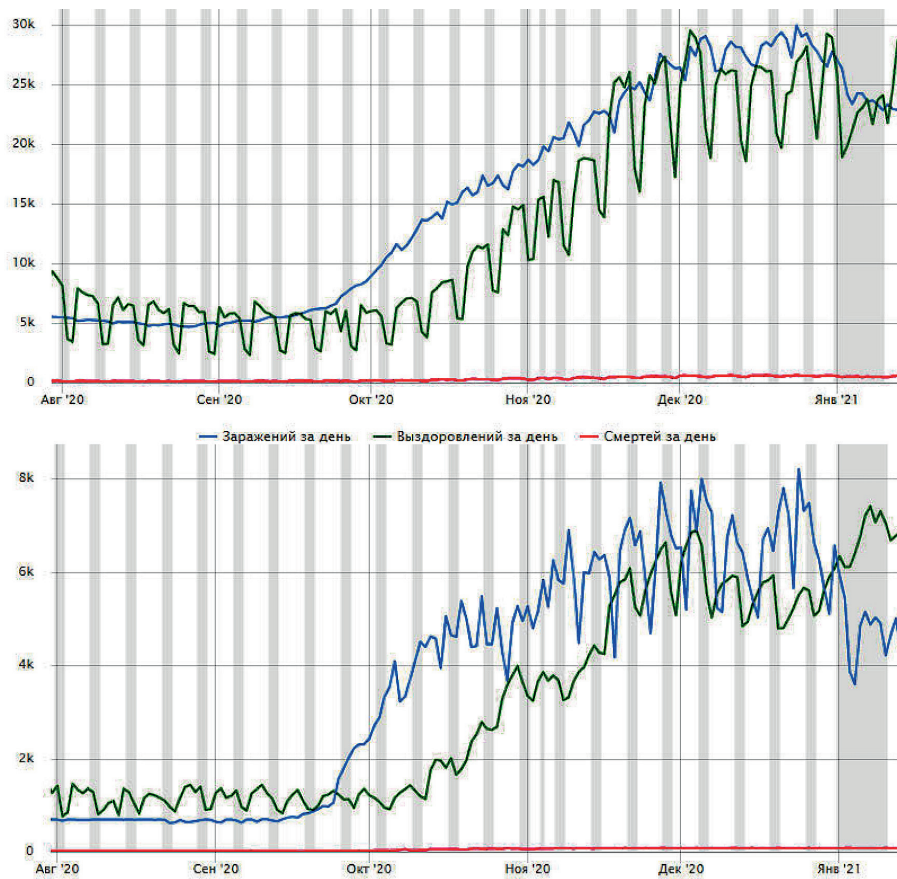 30k
25k
20k
15k
10k
5k
0
Авг '20 Сен '20 Окт '20 Ноя '20 Дек '20 Янв '21
Заражений за день Выздоровлений за день Смертей за день
8k
6k
4k
2k
0
Авг '20 Сен '20 Окт '20 Ноя '20 Дек '20 Янв '21